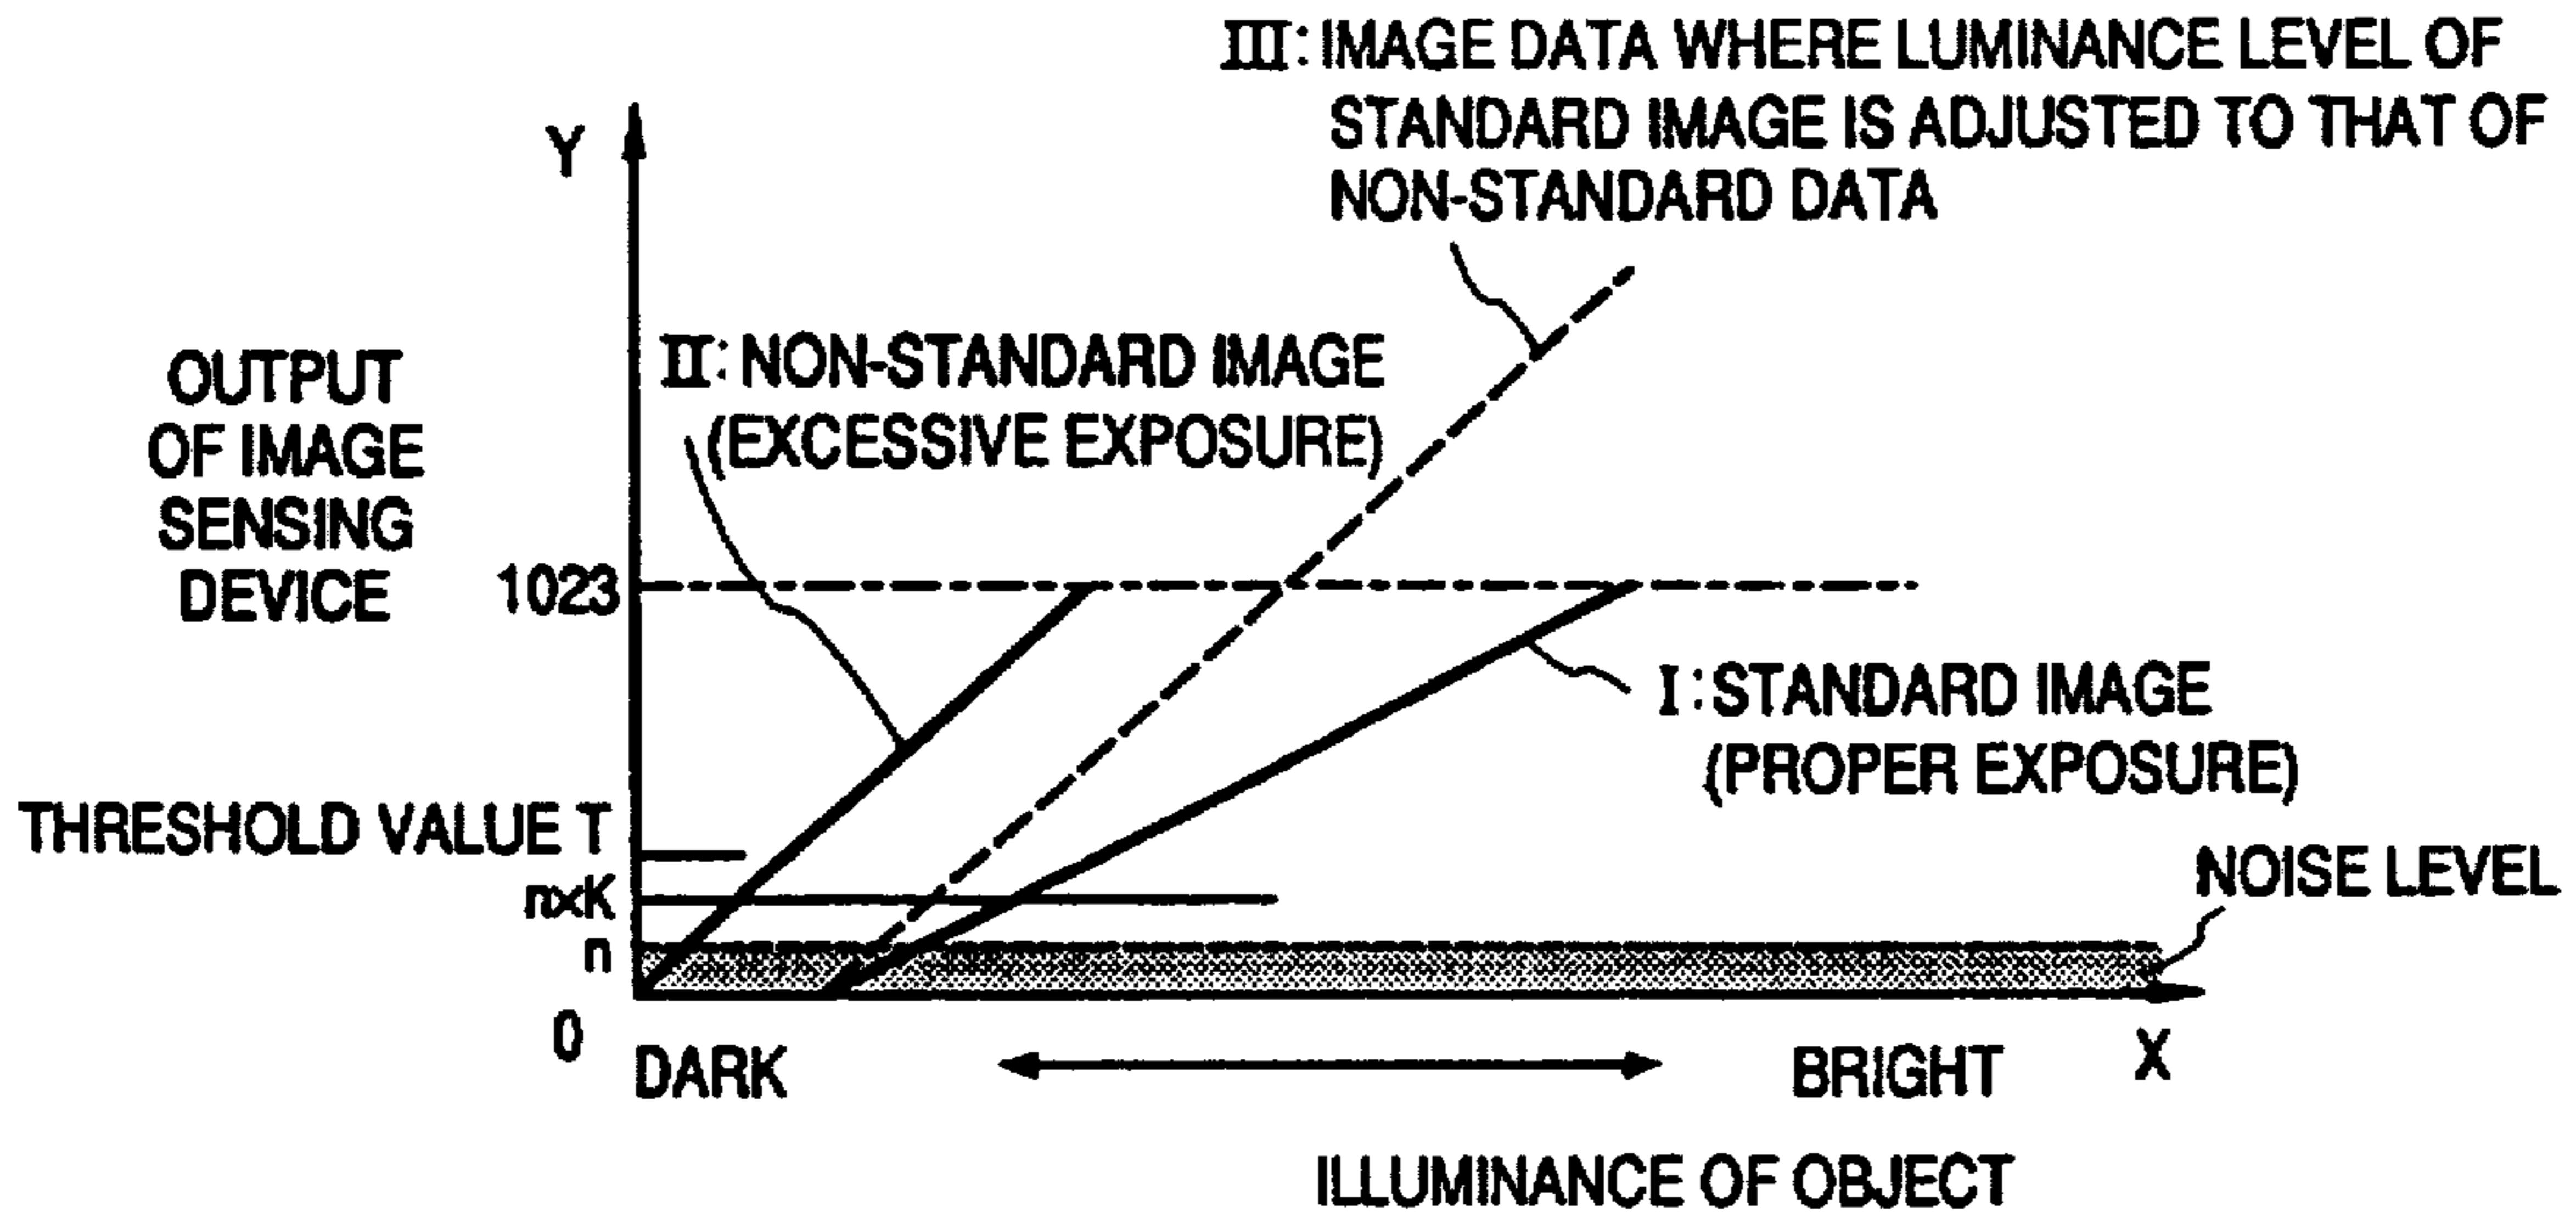 III: IMAGE DATA WHERE LUMINANCE LEVEL OF
STANDARD IMAGE IS ADJUSTED TO THAT OF
NON-STANDARD DATA
Y
II: NON-STANDARD IMAGE
(EXCESSIVE EXPOSURE)
OUTPUT
OF IMAGE
SENSING
DEVICE
1023
I: STANDARD IMAGE
(PROPER EXPOSURE)
THRESHOLD VALUE T
n×K
n
NOISE LEVEL
0
DARK
BRIGHT
X
ILLUMINANCE OF OBJECT